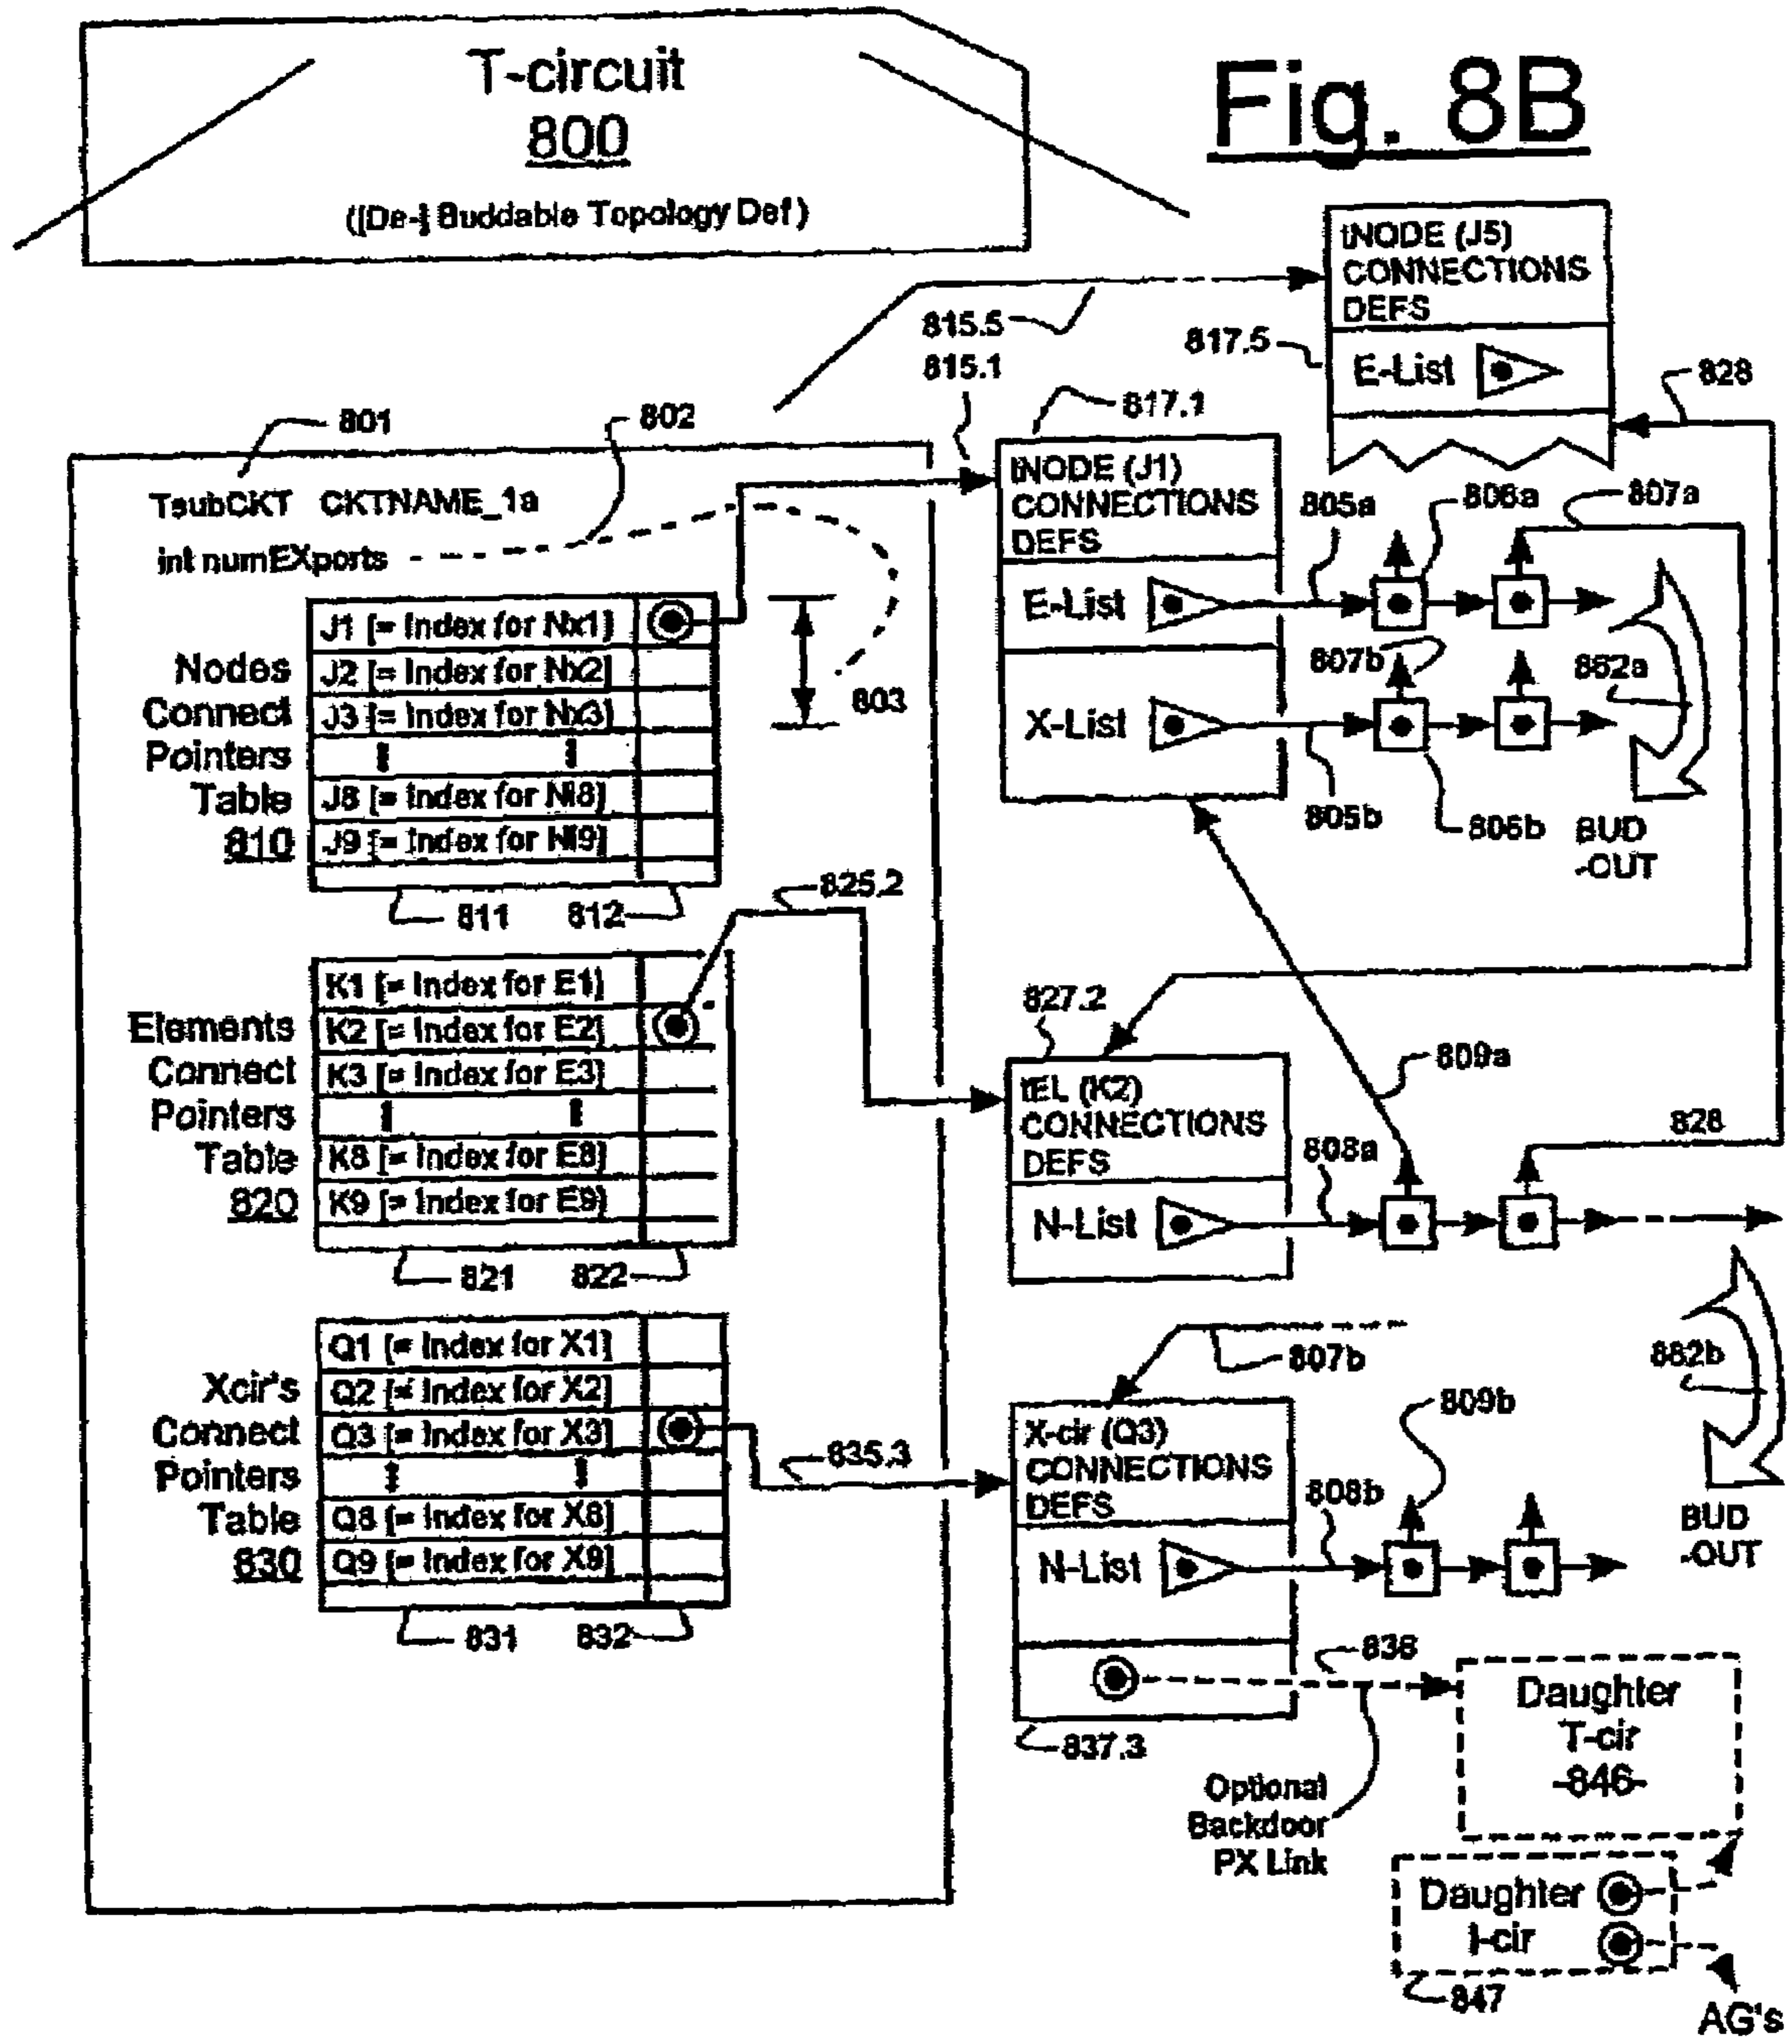 T-circuit
800
([De-] Buddable Topology Def)
Fig. 8B
tNODE (J5)
CONNECTIONS
DEFS
E-List
817.5
815.5
815.1
828
817.1
801
802
TsubCKT CKTNAME_1a
int numEXports
tNODE (J1)
CONNECTIONS
DEFS
E-List
X-List
805a
806a
807a
807b
862a
805b
806b
BUD
-OUT
803
Nodes
Connect
Pointers
Table
810
J1 [= Index for Nx1]
J2 [= Index for Nx2]
J3 [= Index for Nx3]
J8 [= Index for Ni8]
J9 [= Index for Ni9]
811
812
825.2
Elements
Connect
Pointers
Table
820
K1 [= Index for E1]
K2 [= Index for E2]
K3 [= Index for E3]
K8 [= Index for E8]
K9 [= Index for E9]
821
822
827.2
tEL (K2)
CONNECTIONS
DEFS
N-List
808a
809a
828
Xcir's
Connect
Pointers
Table
830
Q1 [= Index for X1]
Q2 [= Index for X2]
Q3 [= Index for X3]
Q8 [= Index for X8]
Q9 [= Index for X9]
831
832
835.3
807b
X-cir (Q3)
CONNECTIONS
DEFS
N-List
808b
809b
862b
BUD
-OUT
837.3
836
Optional
Backdoor
PX Link
Daughter
T-cir
-846-
Daughter
I-cir
847
AG's